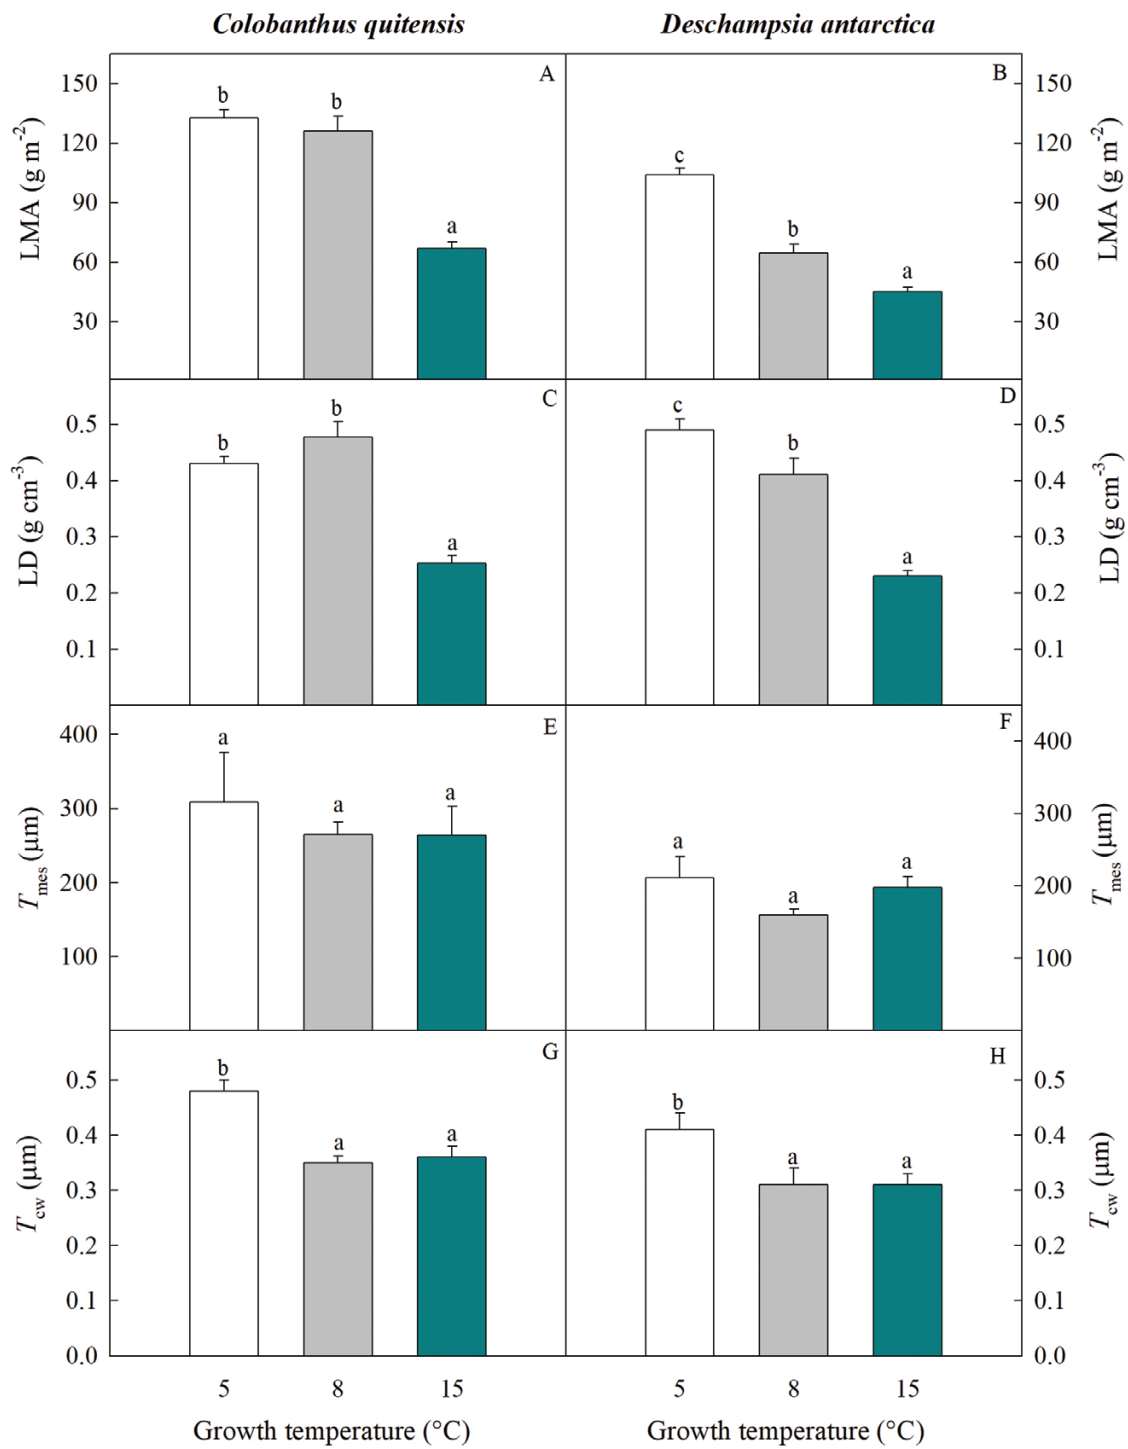 Colobanthus quitensis
Deschampsia antarctica
A
B
150
120
90
60
30
LMA (g m-2)
b
b
a
c
b
a
150
120
90
60
30
LMA (g m-2)
C
D
0.5
0.4
0.3
0.2
0.1
LD (g cm-3)
b
b
a
c
b
a
0.5
0.4
0.3
0.2
0.1
LD (g cm-3)
E
F
400
300
200
100
Tmes (µm)
a
a
a
a
a
a
400
300
200
100
Tmes (µm)
G
H
0.5
0.4
0.3
0.2
0.1
0.0
Tcw (µm)
b
a
a
b
a
a
0.5
0.4
0.3
0.2
0.1
0.0
Tcw (µm)
5 8 15
5 8 15
Growth temperature (°C)
Growth temperature (°C)